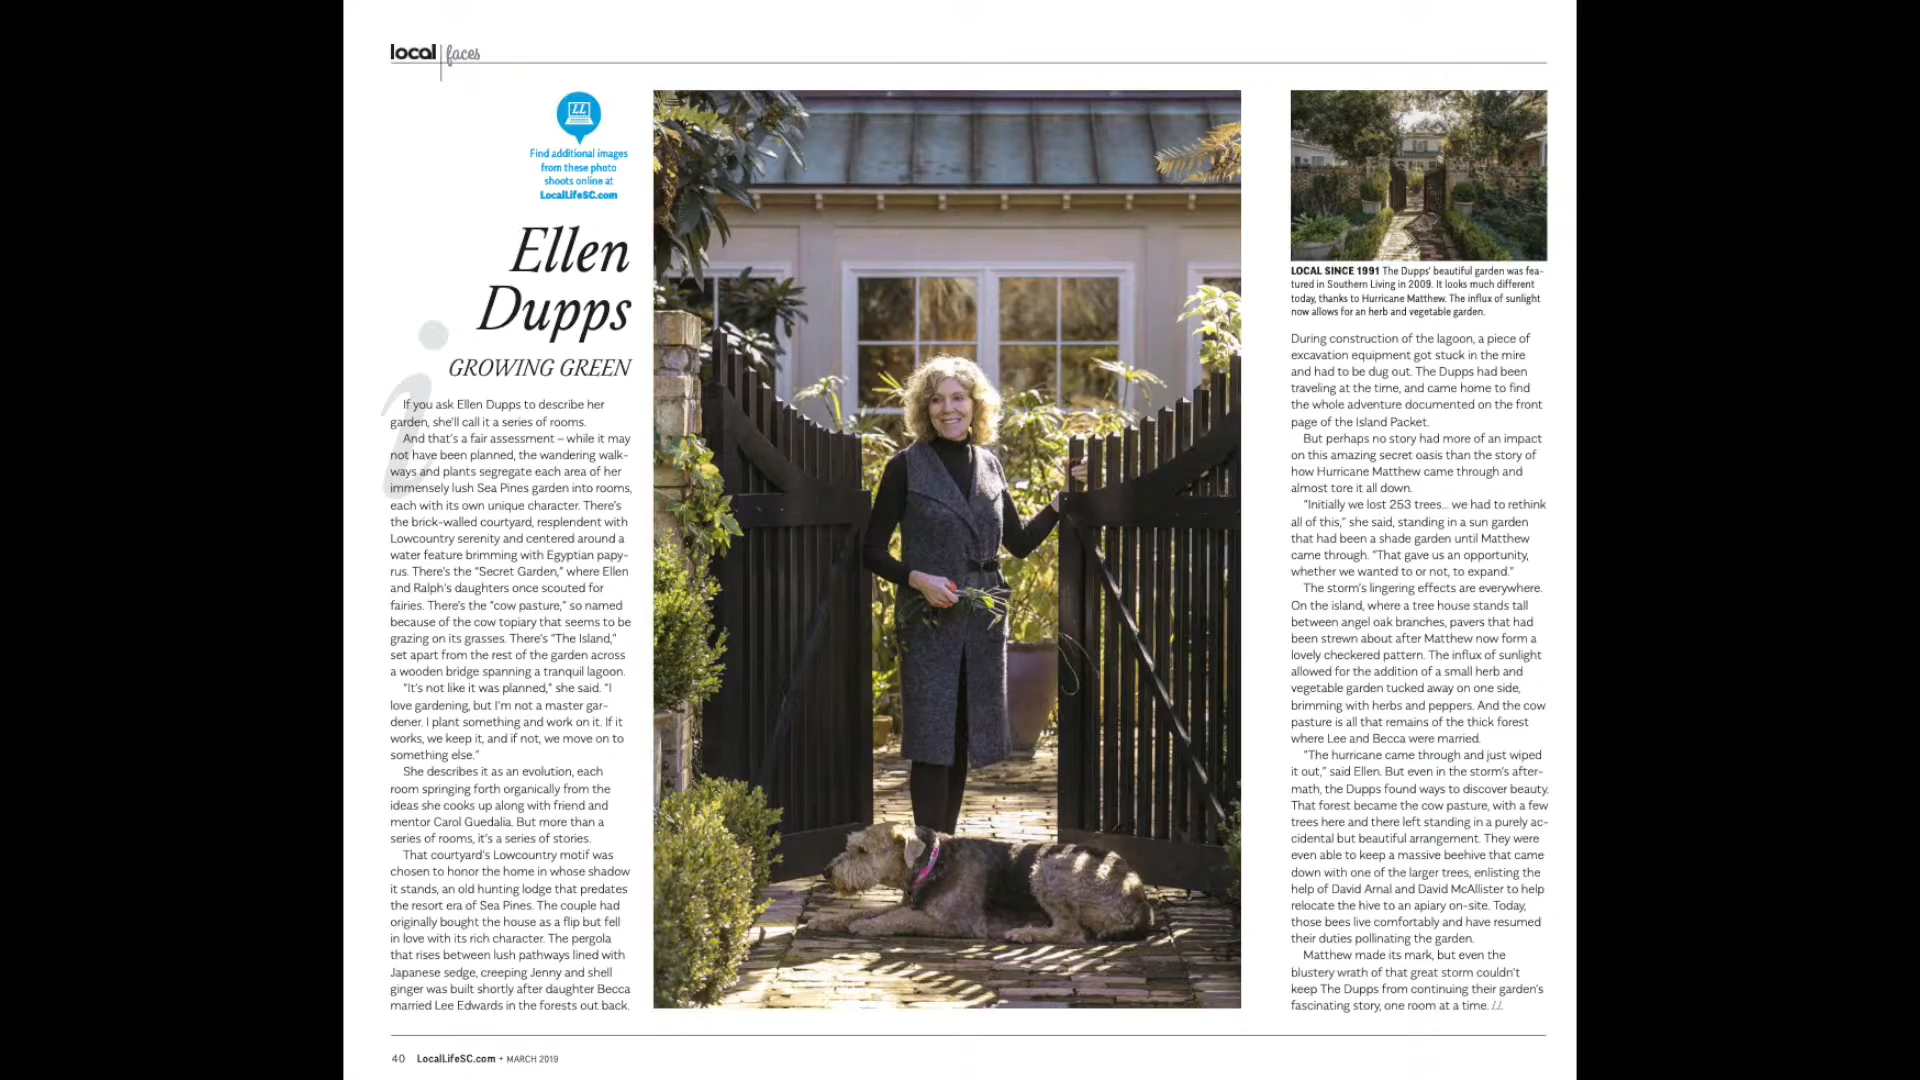 local faces
LL
Find additional images
from these photo
shoots online at
LocalLifeSC.com
Ellen
Dupps
GROWING GREEN
i
If you ask Ellen Dupps to describe her
garden, she'll call it a series of rooms.
And that's a fair assessment – while it may
not have been planned, the wandering walk-
ways and plants segregate each area of her
immensely lush Sea Pines garden into rooms,
each with its own unique character. There's
the brick-walled courtyard, resplendent with
Lowcountry serenity and centered around a
water feature brimming with Egyptian papy-
rus. There's the "Secret Garden," where Ellen
and Ralph's daughters once scouted for
fairies. There's the "cow pasture," so named
because of the cow topiary that seems to be
grazing on its grasses. There's "The Island,"
set apart from the rest of the garden across
a wooden bridge spanning a tranquil lagoon.
"It's not like it was planned," she said. "I
love gardening, but I'm not a master gar-
dener. I plant something and work on it. If it
works, we keep it, and if not, we move on to
something else."
She describes it as an evolution, each
room springing forth organically from the
ideas she cooks up along with friend and
mentor Carol Guedalia. But more than a
series of rooms, it's a series of stories.
That courtyard's Lowcountry motif was
chosen to honor the home in whose shadow
it stands, an old hunting lodge that predates
the resort era of Sea Pines. The couple had
originally bought the house as a flip but fell
in love with its rich character. The pergola
that rises between lush pathways lined with
Japanese sedge, creeping Jenny and shell
ginger was built shortly after daughter Becca
married Lee Edwards in the forests out back.
LOCAL SINCE 1991 The Dupps' beautiful garden was fea-
tured in Southern Living in 2009. It looks much different
today, thanks to Hurricane Matthew. The influx of sunlight
now allows for an herb and vegetable garden.
During construction of the lagoon, a piece of
excavation equipment got stuck in the mire
and had to be dug out. The Dupps had been
traveling at the time, and came home to find
the whole adventure documented on the front
page of the Island Packet.
But perhaps no story had more of an impact
on this amazing secret oasis than the story of
how Hurricane Matthew came through and
almost tore it all down.
"Initially we lost 253 trees... we had to rethink
all of this," she said, standing in a sun garden
that had been a shade garden until Matthew
came through. "That gave us an opportunity,
whether we wanted to or not, to expand."
The storm's lingering effects are everywhere.
On the island, where a tree house stands tall
between angel oak branches, pavers that had
been strewn about after Matthew now form a
lovely checkered pattern. The influx of sunlight
allowed for the addition of a small herb and
vegetable garden tucked away on one side,
brimming with herbs and peppers. And the cow
pasture is all that remains of the thick forest
where Lee and Becca were married.
"The hurricane came through and just wiped
it out," said Ellen. But even in the storm's after-
math, the Dupps found ways to discover beauty.
That forest became the cow pasture, with a few
trees here and there left standing in a purely ac-
cidental but beautiful arrangement. They were
even able to keep a massive beehive that came
down with one of the larger trees, enlisting the
help of David Arnal and David McAllister to help
relocate the hive to an apiary on-site. Today,
those bees live comfortably and have resumed
their duties pollinating the garden.
Matthew made its mark, but even the
blustery wrath of that great storm couldn't
keep The Dupps from continuing their garden's
fascinating story, one room at a time. LL
40 LocalLifeSC.com + MARCH 2019